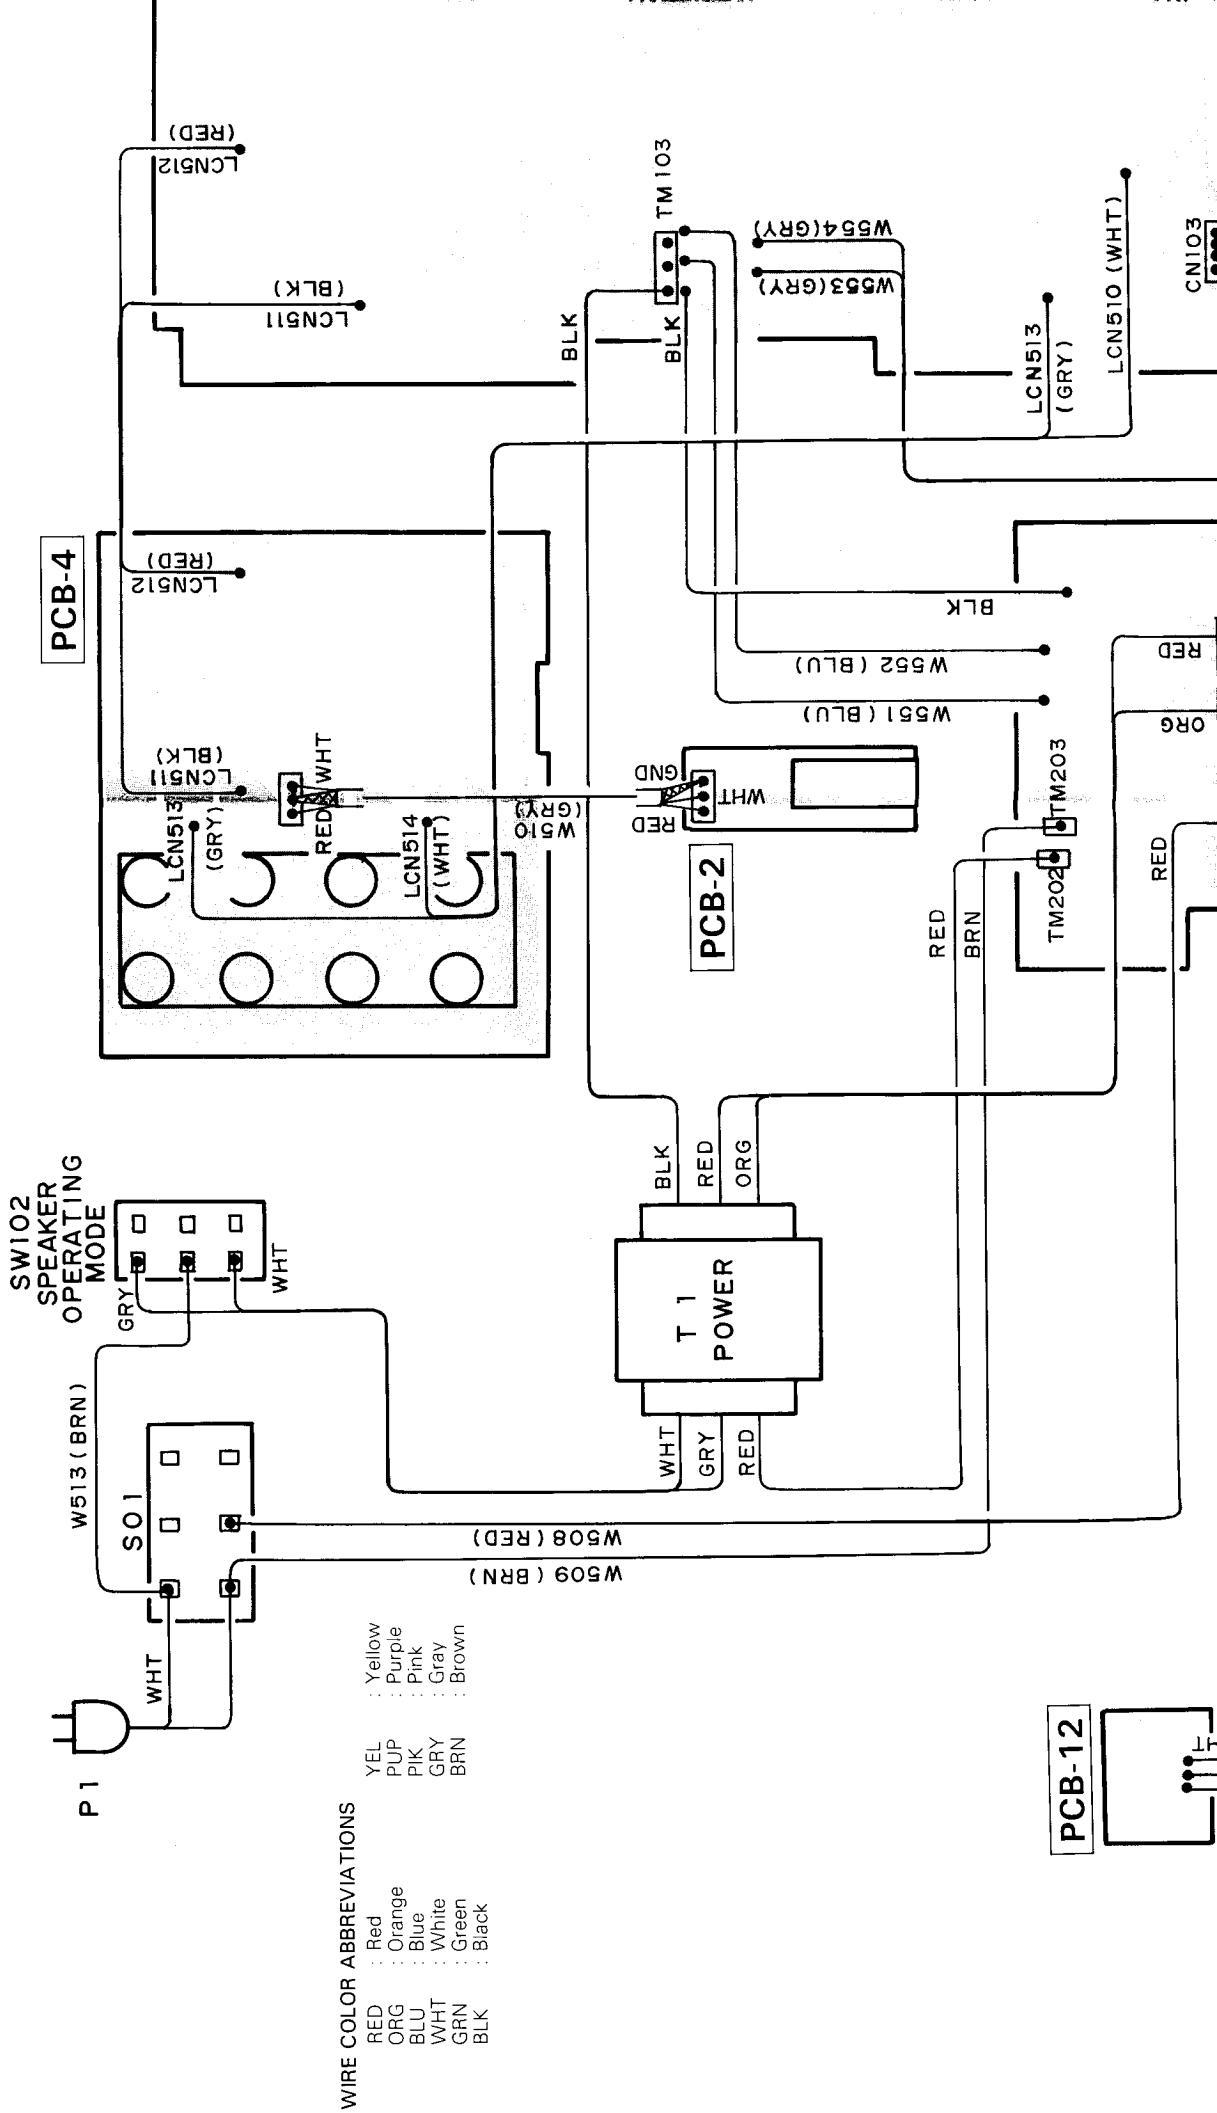 P1
WHT
SO1
W513 (BRN)
SW102
SPEAKER
OPERATING
MODE
GRY
WHT
PCB-4
LCN512
(RED)
LCN511
(BLK)
LCN512
(RED)
LCN511
(BLK)
LCN513
(GRY)
RED
WHT
LCN514
(WHT)
W510
(GRY)
BLK
BLK
TM103
W554(GRY)
W553(GRY)
LCN513
(GRY)
LCN510 (WHT)
CN103
BLK
W552 (BLU)
W551 (BLU)
RED
ORG
GND
WHT
RED
PCB-2
TM203
TM202
RED
BRN
RED
BLK
RED
ORG
T1
POWER
WHT
GRY
RED
W508 (RED)
W509 (BRN)
WIRE COLOR ABBREVIATIONS
RED : Red YEL : Yellow
ORG : Orange PUP : Purple
BLU : Blue PIK : Pink
WHT : White GRY : Gray
GRN : Green BRN : Brown
BLK : Black
PCB-12